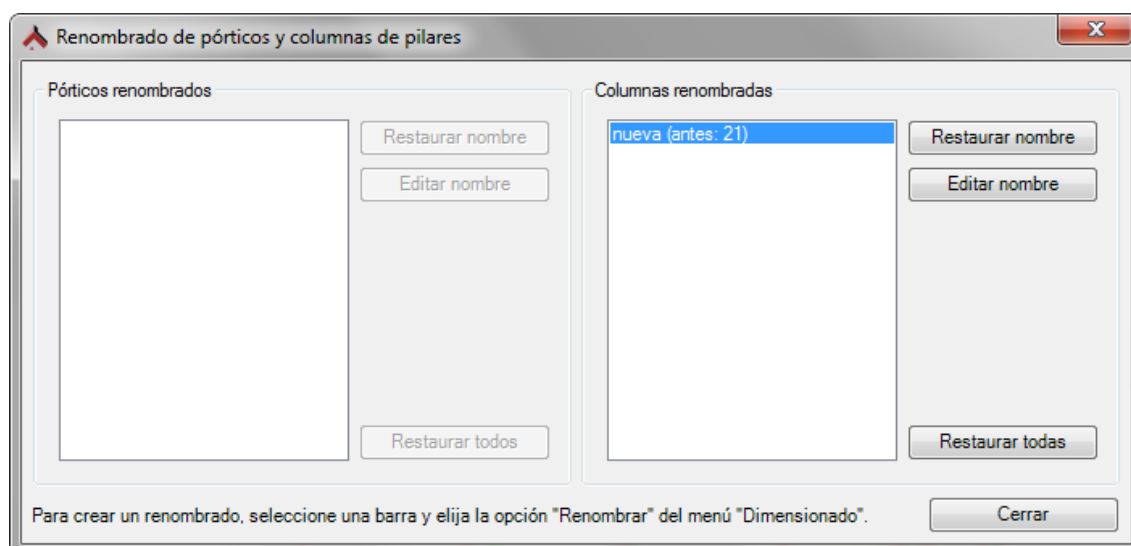 Renombrado de pórticos y columnas de pilares
x
Pórticos renombrados
Restaurar nombre
Editar nombre
Restaurar todos
Columnas renombradas
nueva (antes: 21)
Restaurar nombre
Editar nombre
Restaurar todas
Para crear un renombrado, seleccione una barra y elija la opción "Renombrar" del menú "Dimensionado".
Cerrar